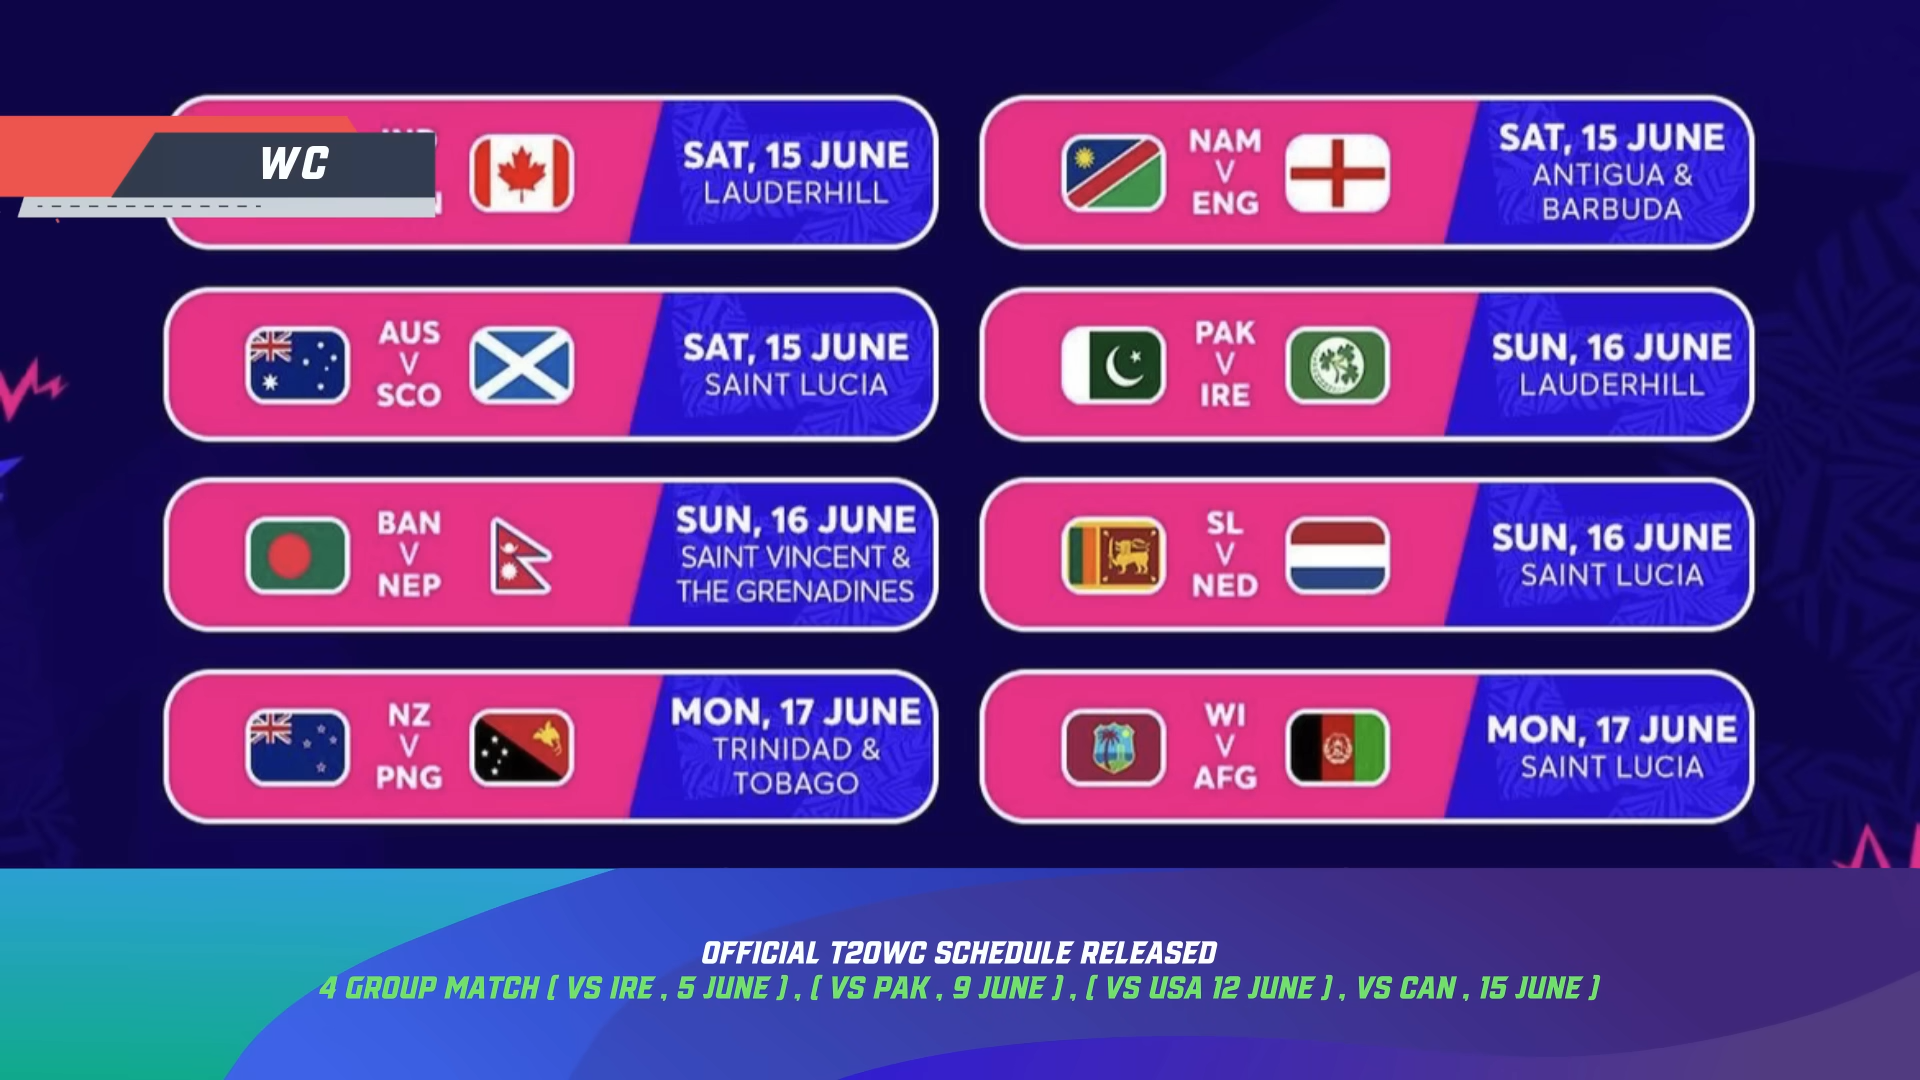 WC
SAT, 15 JUNE
LAUDERHILL
NAM
V
ENG
SAT, 15 JUNE
ANTIGUA &
BARBUDA
AUS
V
SCO
SAT, 15 JUNE
SAINT LUCIA
PAK
V
IRE
SUN, 16 JUNE
LAUDERHILL
BAN
V
NEP
SUN, 16 JUNE
SAINT VINCENT &
THE GRENADINES
SL
V
NED
SUN, 16 JUNE
SAINT LUCIA
NZ
V
PNG
MON, 17 JUNE
TRINIDAD &
TOBAGO
WI
V
AFG
MON, 17 JUNE
SAINT LUCIA
OFFICIAL T20WC SCHEDULE RELEASED
4 GROUP MATCH ( VS IRE , 5 JUNE ) , ( VS PAK , 9 JUNE ) , ( VS USA 12 JUNE ) , VS CAN , 15 JUNE )